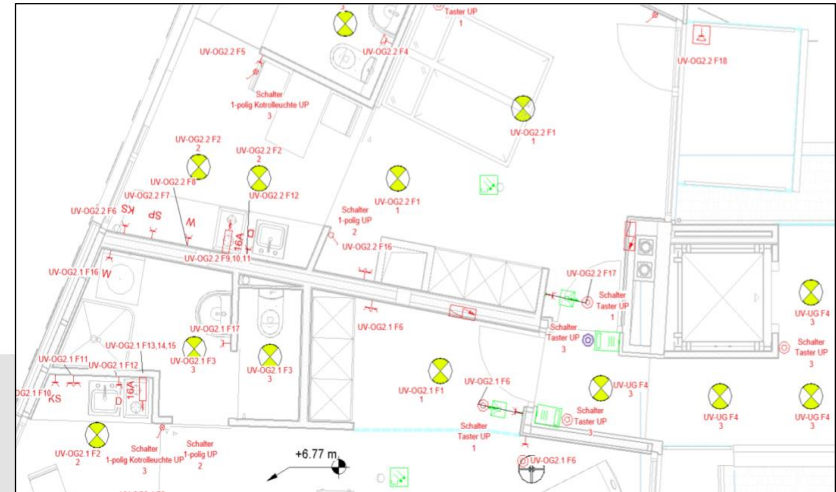 3
Schalter
Taster UP
1
UV-OG2.2 F5
UV-OG2.2 F4
UV-OG2.2 F18
Schalter
1-polig Kotrolleuchte UP
3
UV-OG2.2 F1
1
UV-OG2.2 F2
2
UV-OG2.2 F2
2
UV-OG2.2 F8
UV-OG2.2 F7
UV-OG2.2 F12
UV-OG2.2 F1
1
UV-OG2.2 F6
KS
SP
W
16A
D
Schalter
1-polig UP
2
UV-OG2.2 F16
UV-OG2.2 F9,10,11
UV-OG2.1 F16
W
UV-OG2.2 F17
Schalter
Taster UP
1
UV-OG2.1 F6
UV-OG2.1 F17
Schalter
Taster UP
3
UV-UG F4
3
Schalter
Taster UP
3
UV-OG2.1 F13,14,15
UV-OG2.1 F3
3
UV-OG2.1 F3
3
UV-OG2.1 F11
UV-OG2.1 F12
UV-OG2.1 F1
1
UV-OG2.1 F6
UV-UG F4
3
OG2.1 F10
KS
D
16A
UV-UG F4
3
UV-UG F4
3
Schalter
Taster UP
3
Schalter
Taster UP
1
UV-OG2.1 F2
2
Schalter
1-polig Kotrolleuchte UP
3
Schalter
1-polig UP
2
+6.77 m
UV-OG2.1 F6